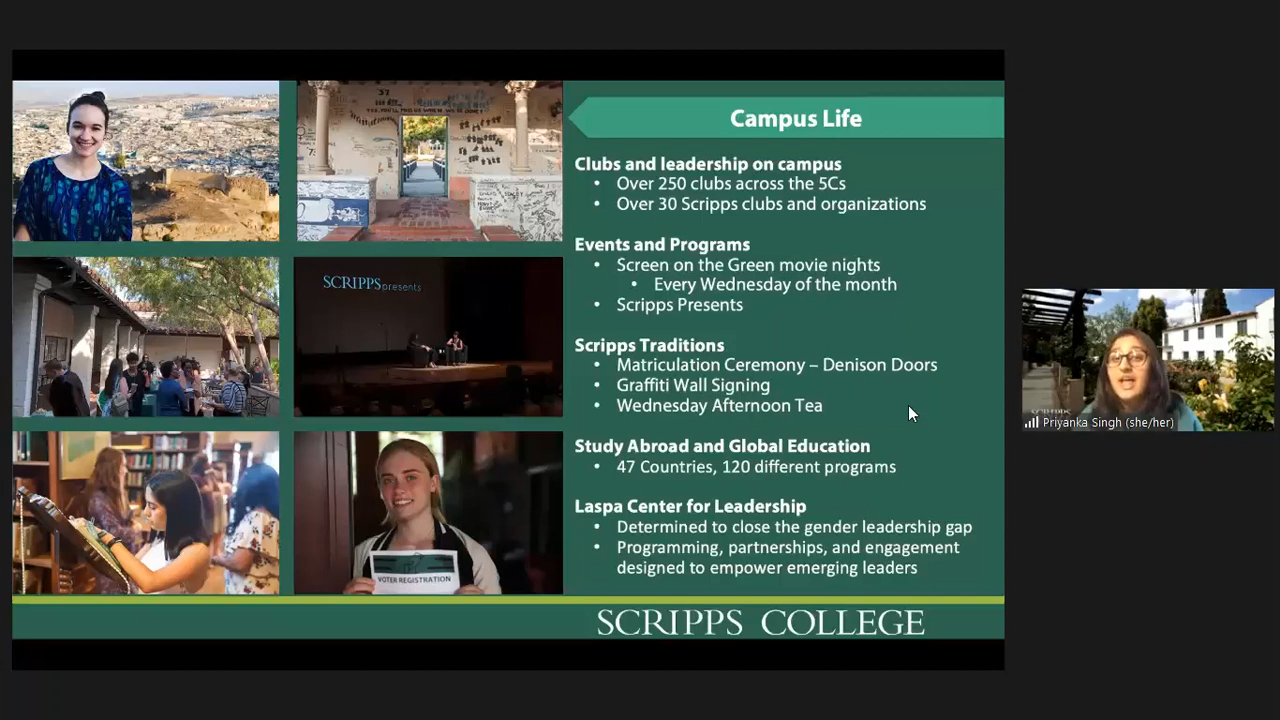 Campus Life
Clubs and leadership on campus
• Over 250 clubs across the 5Cs
• Over 30 Scripps clubs and organizations
Events and Programs
• Screen on the Green movie nights
• Every Wednesday of the month
• Scripps Presents
Scripps Traditions
• Matriculation Ceremony – Denison Doors
• Graffiti Wall Signing
• Wednesday Afternoon Tea
Study Abroad and Global Education
• 47 Countries, 120 different programs
Laspa Center for Leadership
• Determined to close the gender leadership gap
• Programming, partnerships, and engagement
designed to empower emerging leaders
SCRIPPS COLLEGE
SCRIPPS presents
VOTER REGISTRATION
37
Priyanka Singh (she/her)